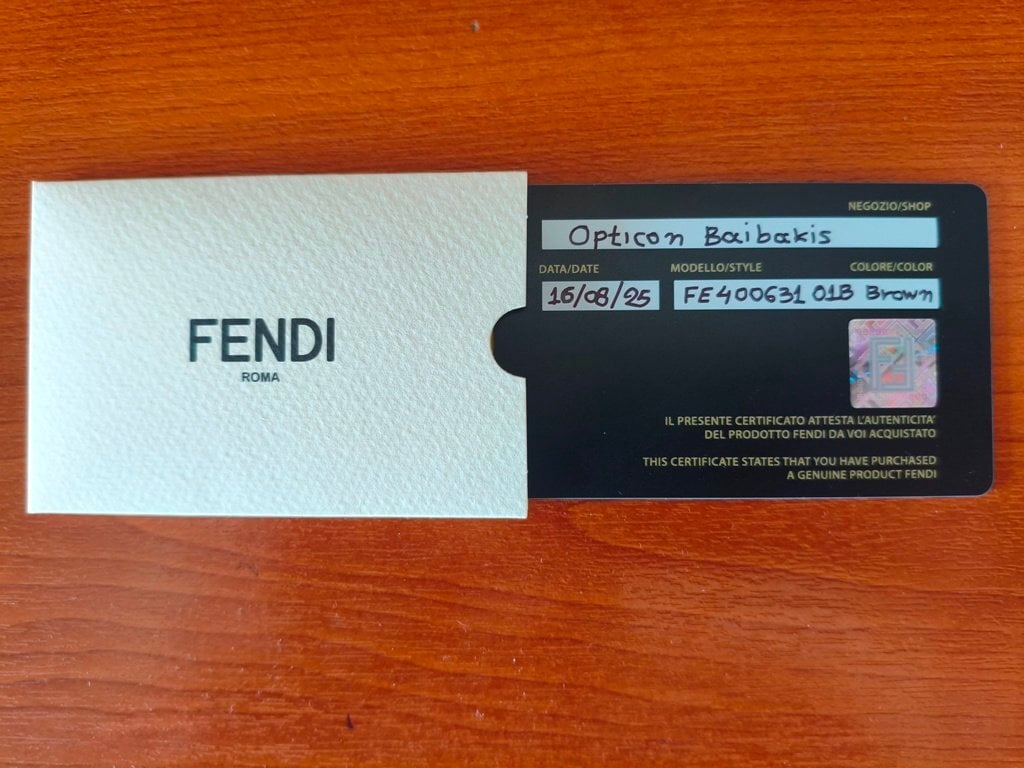 FENDI
ROMA
NEGOZIO/SHOP
Opticon Baibakis
DATA/DATE MODELLO/STYLE COLORE/COLOR
16/08/25 FE400631 01B Brown
IL PRESENTE CERTIFICATO ATTESTA L'AUTENTICITA'
DEL PRODOTTO FENDI DA VOI ACQUISTATO
THIS CERTIFICATE STATES THAT YOU HAVE PURCHASED
A GENUINE PRODUCT FENDI